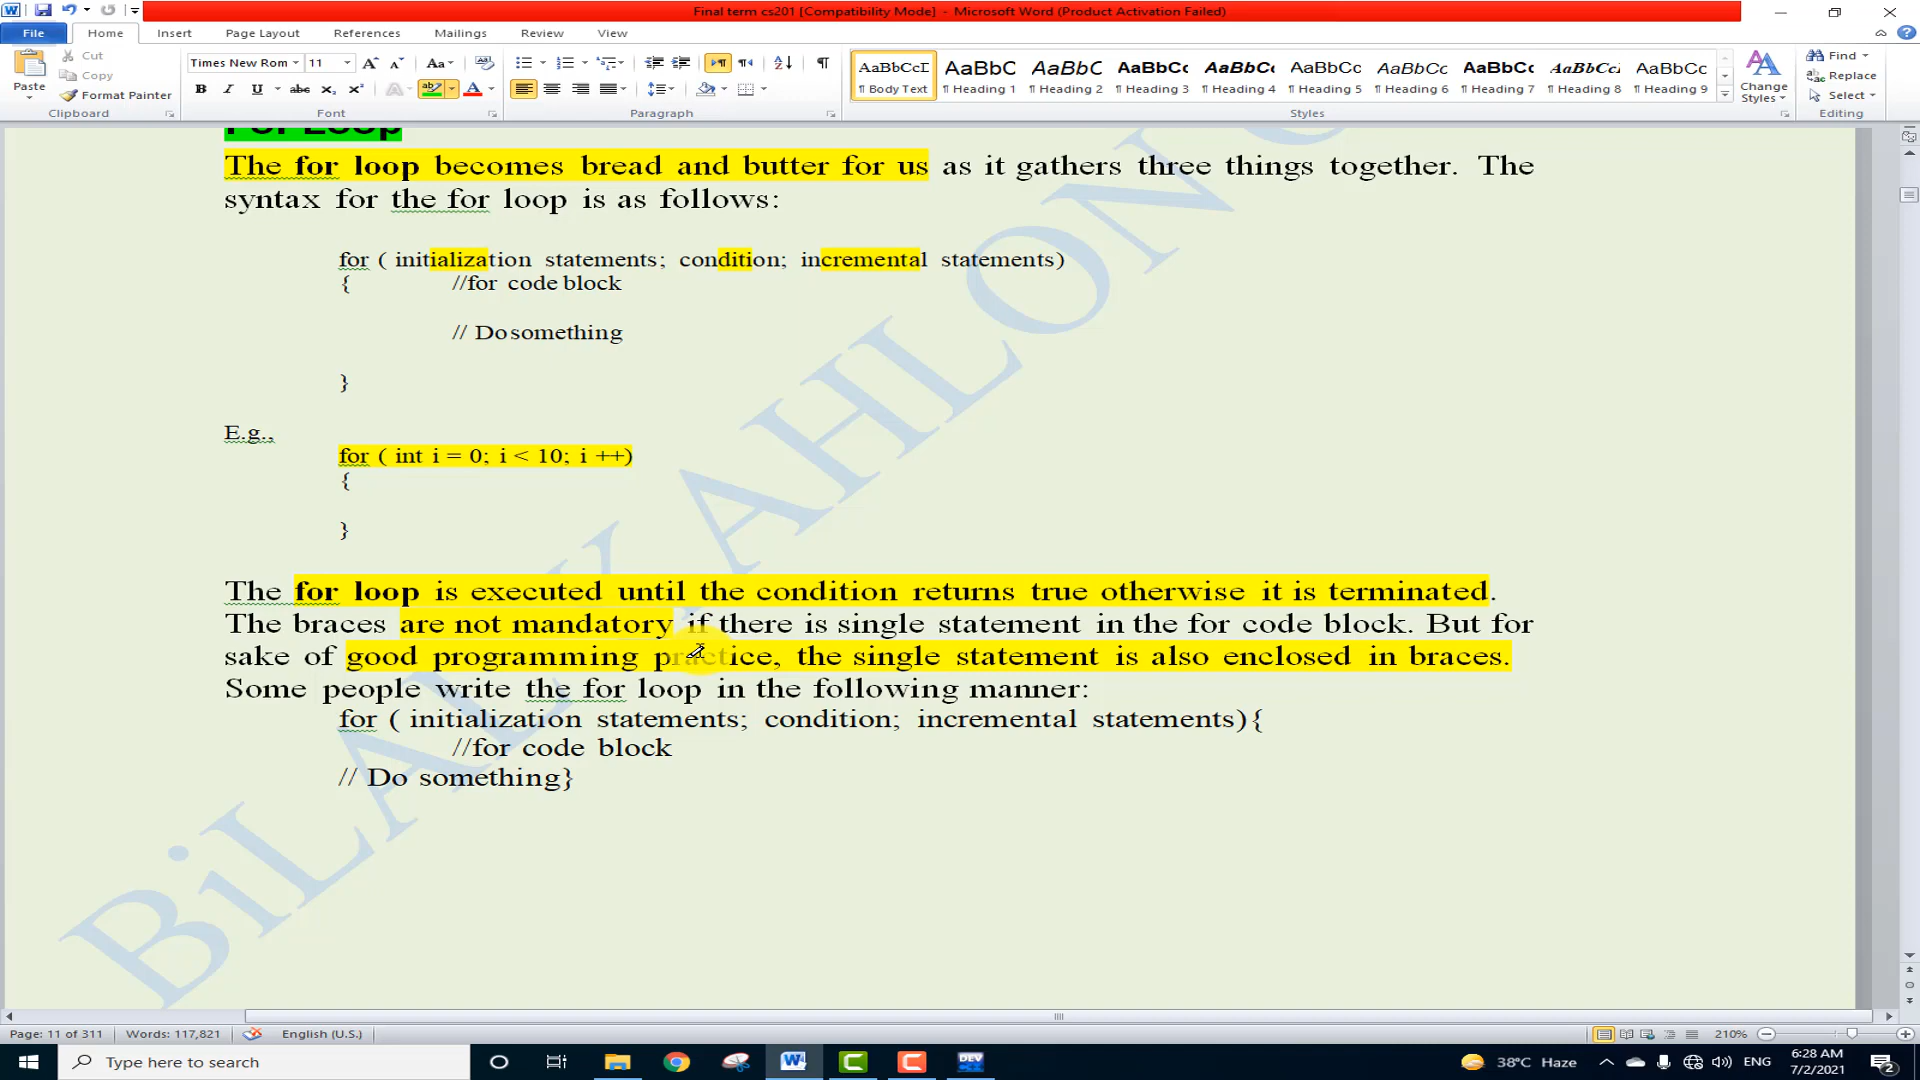 Final term cs201 [Compatibility Mode] - Microsoft Word (Product Activation Failed)
File Home Insert Page Layout References Mailings Review View
Paste
Cut
Copy
Format Painter
Clipboard
Times New Rom 11
Font
Paragraph
AaBbCcD AaBbC AaBbC AaBbCc AaBbCc AaBbCc AaBbCc AaBbCc AaBbCc AaBbCc
¶ Body Text ¶ Heading 1 ¶ Heading 2 ¶ Heading 3 ¶ Heading 4 ¶ Heading 5 ¶ Heading 6 ¶ Heading 7 ¶ Heading 8 ¶ Heading 9
Styles
Change Styles
Find
Replace
Select
Editing
For Loop
The for loop becomes bread and butter for us as it gathers three things together. The
syntax for the for loop is as follows:
for ( initialization statements; condition; incremental statements)
{ //for code block
// Do something
}
E.g.,
for ( int i = 0; i < 10; i ++)
{
}
The for loop is executed until the condition returns true otherwise it is terminated.
The braces are not mandatory if there is single statement in the for code block. But for
sake of good programming practice, the single statement is also enclosed in braces.
Some people write the for loop in the following manner:
for ( initialization statements; condition; incremental statements){
//for code block
// Do something}
Page: 11 of 311 Words: 117,821 English (U.S.) 210%
Type here to search
DEV
38°C Haze
ENG
6:28 AM
7/2/2021
2